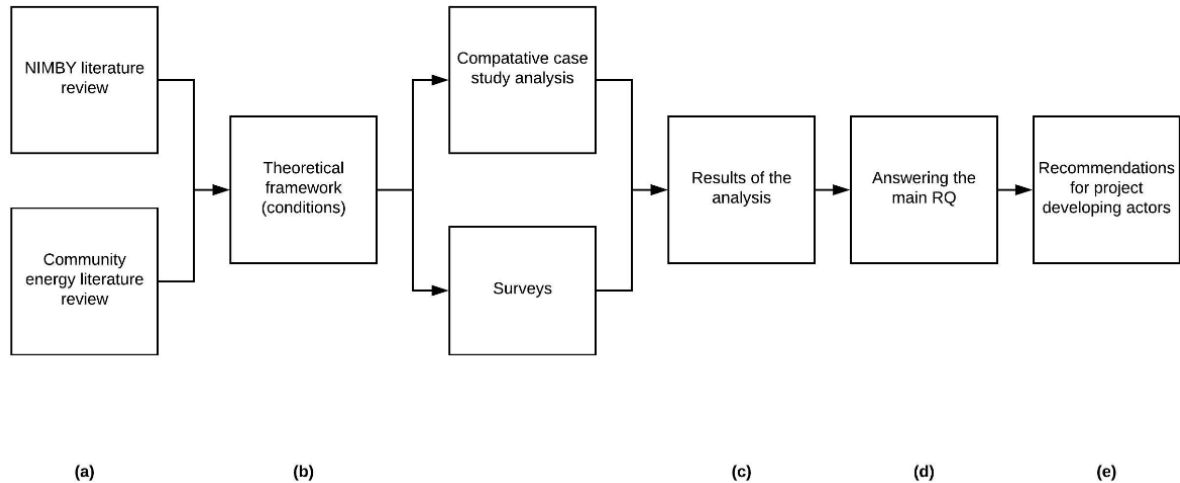 NIMBY literature
review
Community
energy literature
review
Theoretical
framework
(conditions)
Compatative case
study analysis
Surveys
Results of the
analysis
Answering the
main RQ
Recommendations
for project
developing actors
(a)
(b)
(c)
(d)
(e)